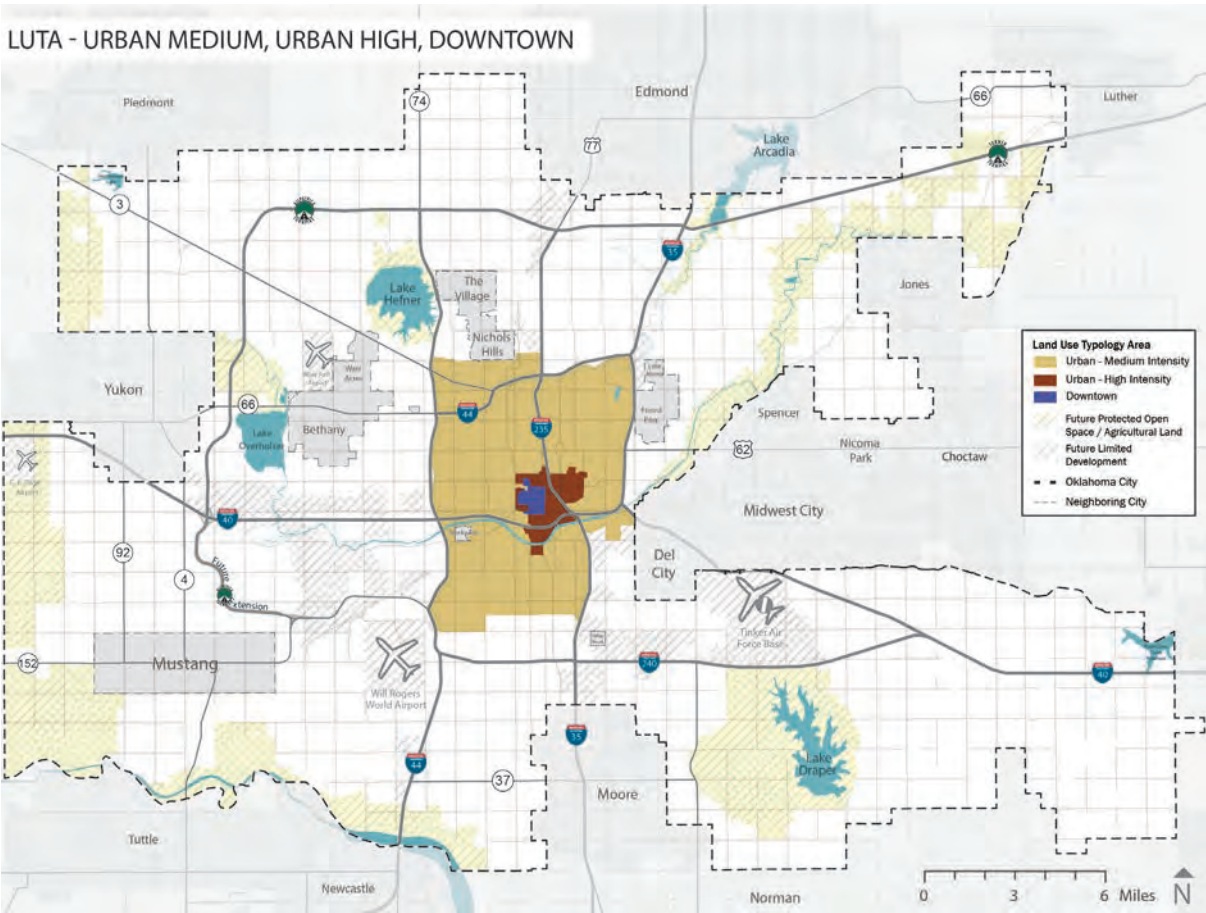 LUTA - URBAN MEDIUM, URBAN HIGH, DOWNTOWN
Piedmont
74
Edmond
66
Luther
77
Lake
Arcadia
3
35
Jones
Lake
Hefner
The
Village
Nichols
Hills
Yukon
66
44
235
Bethany
Lake
Overholser
Spencer
62
Nicoma
Park
Choctaw
Land Use Typology Area
Urban - Medium Intensity
Urban - High Intensity
Downtown
Future Protected Open
Space / Agricultural Land
Future Limited
Development
Oklahoma City
Neighboring City
40
Midwest City
Del
City
92
4
Future
Extension
Tinker Air
Force Base
152
Mustang
240
40
Will Rogers
World Airport
35
44
37
Lake
Draper
Moore
Tuttle
Newcastle
Norman
0 3 6 Miles
N